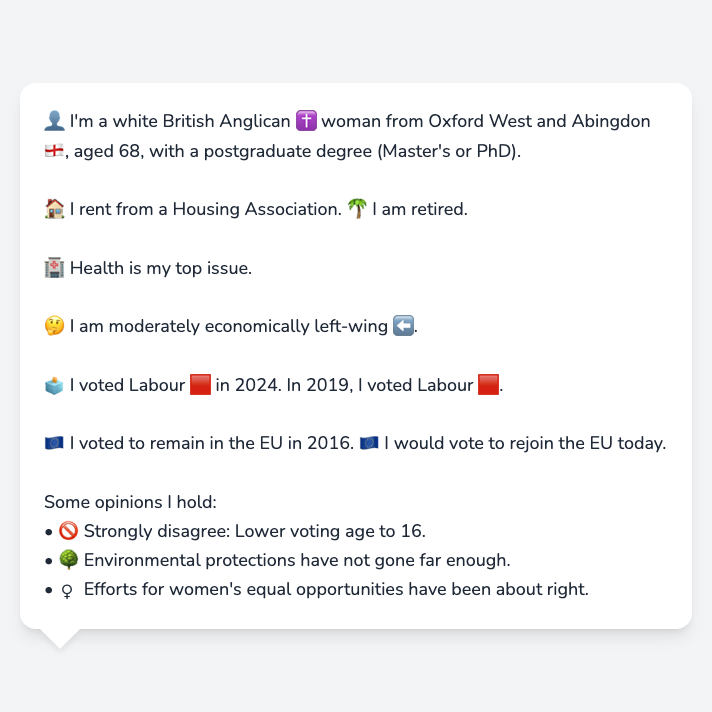 👤 I'm a white British Anglican ✝️ woman from Oxford West and Abingdon
🏴󠁧󠁢󠁥󠁮󠁧󠁿, aged 68, with a postgraduate degree (Master's or PhD).
🏠 I rent from a Housing Association. 🌴 I am retired.
🏥 Health is my top issue.
🤔 I am moderately economically left-wing ⬅️.
🗳️ I voted Labour 🟥 in 2024. In 2019, I voted Labour 🟥.
🇪🇺 I voted to remain in the EU in 2016. 🇪🇺 I would vote to rejoin the EU today.
Some opinions I hold:
• 🚫 Strongly disagree: Lower voting age to 16.
• 🌳 Environmental protections have not gone far enough.
• ♀ Efforts for women's equal opportunities have been about right.